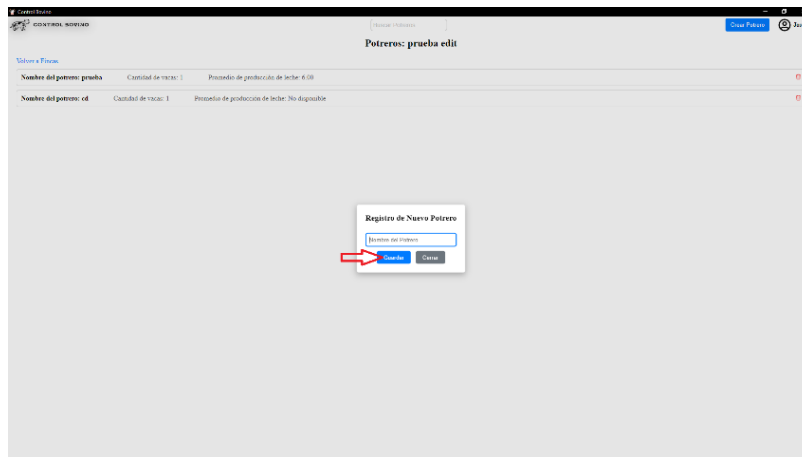 Control Bovino
CONTROL BOVINO
Buscar Potreros
Crear Potrero
Potreros: prueba edit
Volver a Fincas
Nombre del potrero: prueba Cantidad de vacas: 1 Promedio de producción de leche: 6.00
Nombre del potrero: cd Cantidad de vacas: 1 Promedio de producción de leche: No disponible
Registro de Nuevo Potrero
Nombre del Potrero
Guardar Cerrar